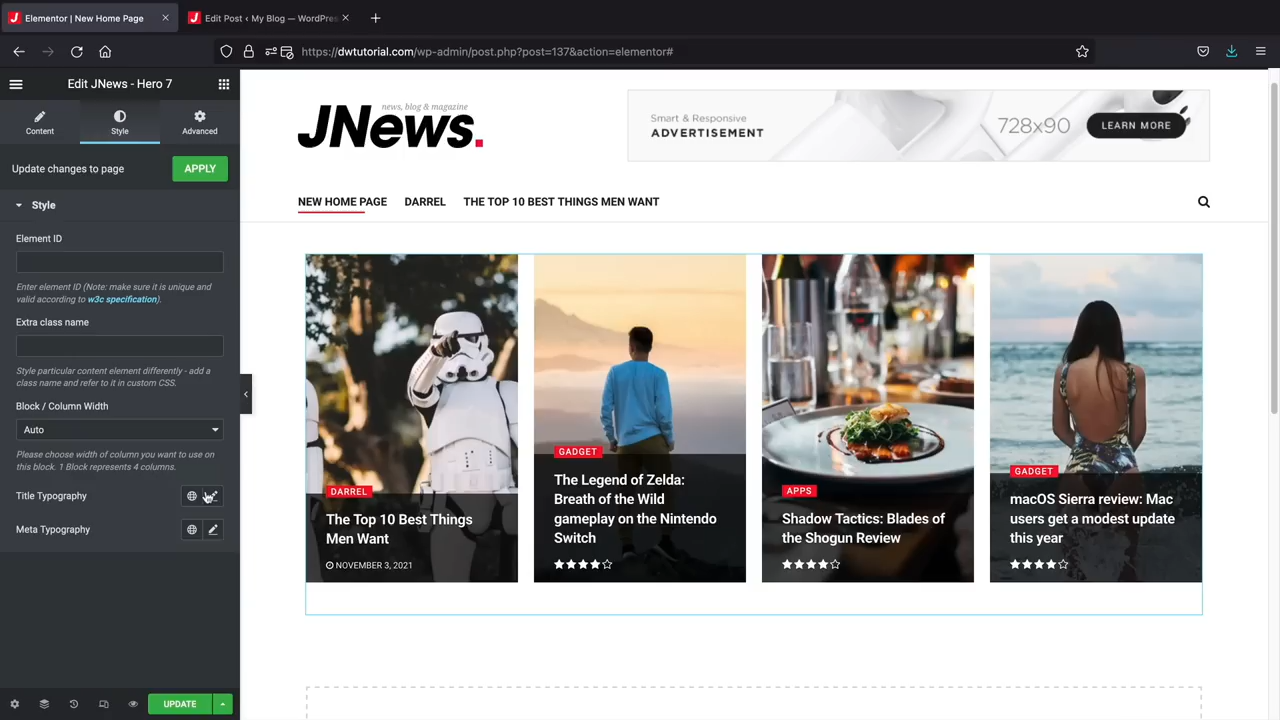 Elementor | New Home Page
Edit Post ‹ My Blog — WordPres
https://dwtutorial.com/wp-admin/post.php?post=137&action=elementor#
Edit JNews - Hero 7
Content
Style
Advanced
Update changes to page
APPLY
Style
Element ID
Enter element ID (Note: make sure it is unique and
valid according to w3c specification).
Extra class name
Style particular content element differently - add a
class name and refer to it in custom CSS.
Block / Column Width
Auto
Please choose width of column you want to use on
this block. 1 Block represents 4 columns.
Title Typography
Meta Typography
UPDATE
news, blog & magazine
JNews.
Smart & Responsive
ADVERTISEMENT
728x90
LEARN MORE
NEW HOME PAGE
DARREL
THE TOP 10 BEST THINGS MEN WANT
DARREL
The Top 10 Best Things
Men Want
NOVEMBER 3, 2021
GADGET
The Legend of Zelda:
Breath of the Wild
gameplay on the Nintendo
Switch
APPS
Shadow Tactics: Blades of
the Shogun Review
GADGET
macOS Sierra review: Mac
users get a modest update
this year